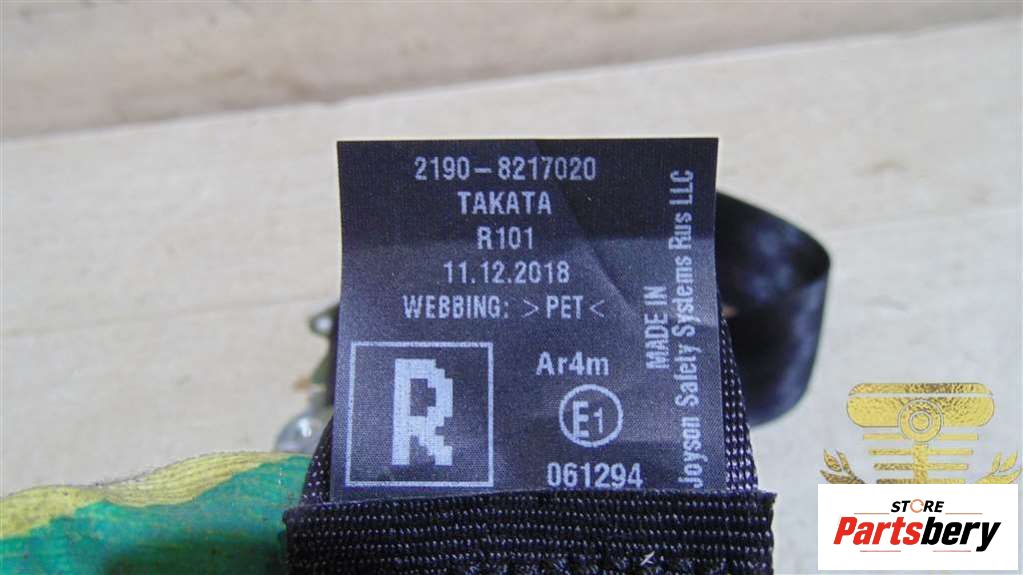 2190-8217020
TAKATA
R101
11.12.2018
WEBBING: >PET<
R
Ar4m
E1
061294
MADE IN
Joyson Safety Systems Rus LLC
STORE
Partsbery